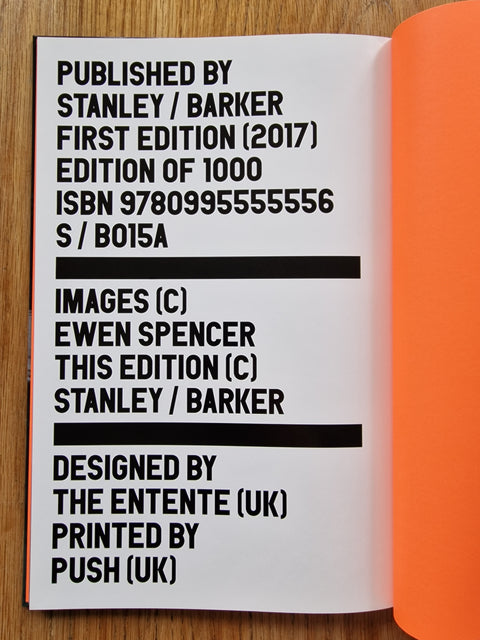 PUBLISHED BY
STANLEY / BARKER
FIRST EDITION (2017)
EDITION OF 1000
ISBN 9780995555556
S / B015A
IMAGES (C)
EWEN SPENCER
THIS EDITION (C)
STANLEY / BARKER
DESIGNED BY
THE ENTENTE (UK)
PRINTED BY
PUSH (UK)